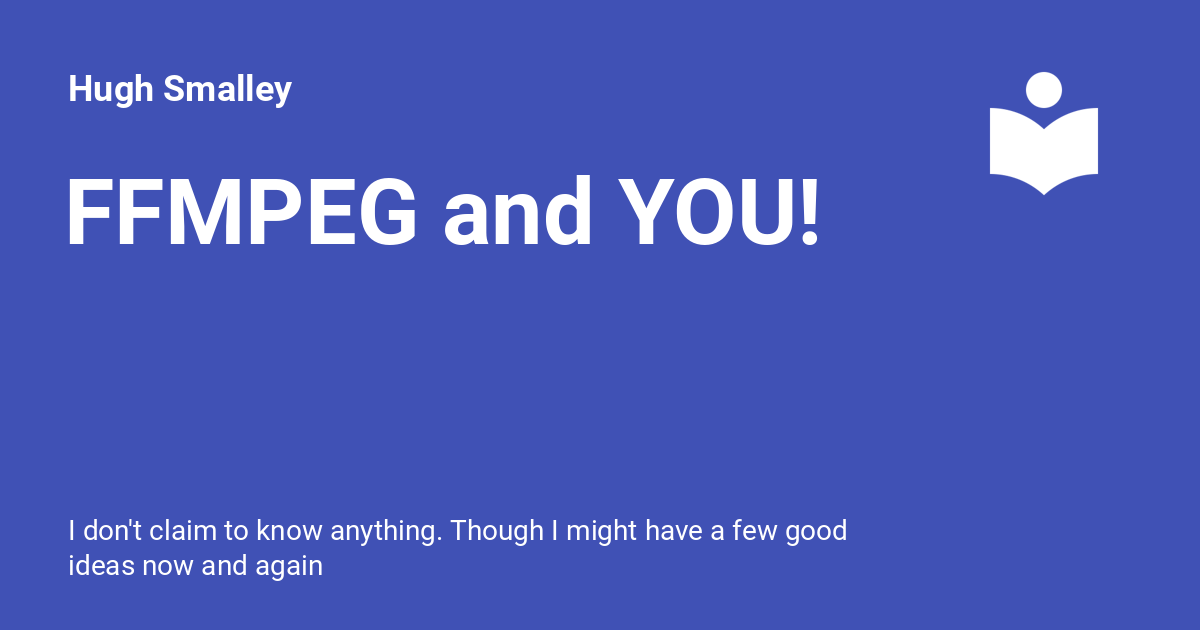 Hugh Smalley
FFMPEG and YOU!
I don't claim to know anything. Though I might have a few good
ideas now and again